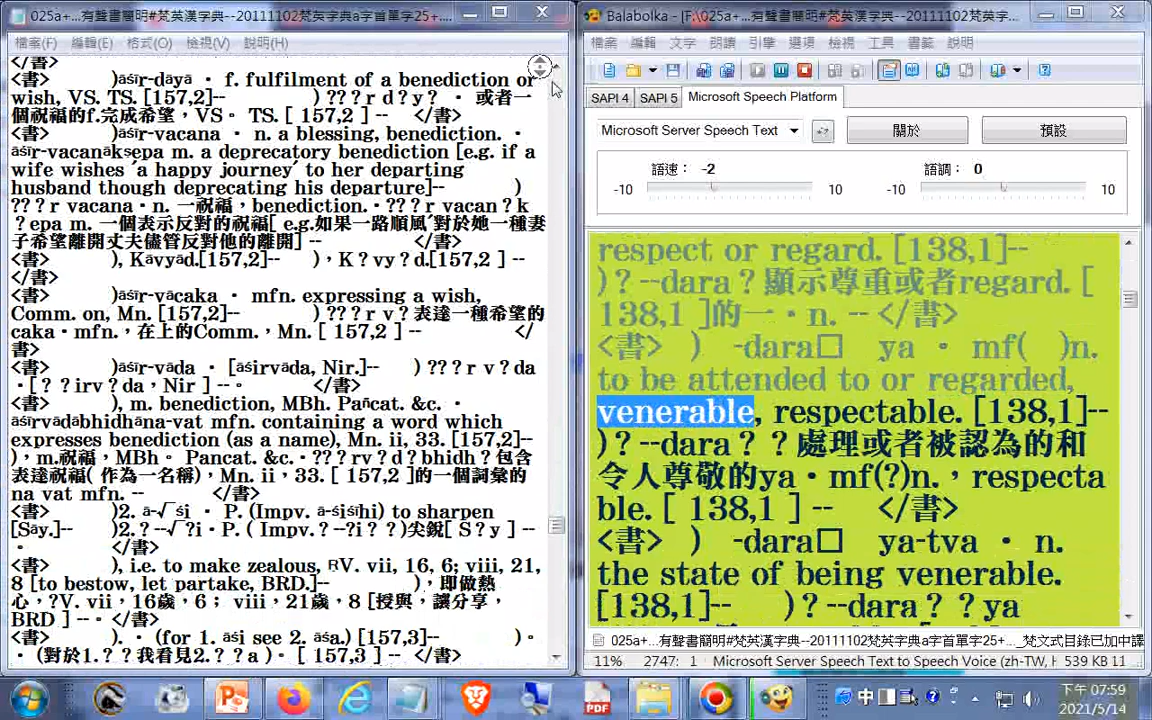 025a+...有聲書簡明#梵英漢字典--20111102梵英字典a字首單字25+...
檔案(F) 編輯(E) 格式(O) 檢視(V) 說明(H)
</書>
<書> )āśīr-dāyā · f. fulfilment of a benediction or
wish, VS. TS. [157,2]-- ) ???r d?y? · 或者一
個祝福的f.完成希望，VS。TS. [ 157,2 ] -- </書>
<書> )āśīr-vacana · n. a blessing, benediction. ·
āśīr-vacanākṣepa m. a deprecatory benediction [e.g. if a
wife wishes 'a happy journey' to her departing
husband though deprecating his departure]-- )
???r vacana · n. 一祝福，benediction. · ???r vacan?k
?epa m. 一個表示反對的祝福[ e.g.如果一路順風´對於她一種妻
子希望離開丈夫儘管反對他的離開] -- </書>
<書> ), Kāvyād.[157,2]-- )，K?vy?d.[157,2 ] --
</書>
<書> )āśīr-vācaka · mfn. expressing a wish,
Comm. on, Mn. [157,2]-- ) ???r v?表達一種希望的
caka · mfn.，在上的Comm.，Mn. [ 157,2 ] -- </
書>
<書> )āśīr-vāda · [āśirvāda, Nir.]-- ) ???r v?da
· [? ?irv?da，Nir ] --。 </書>
<書> ), m. benediction, MBh. Pañcat. &c. ·
āśīrvādābhidhāna-vat mfn. containing a word which
expresses benediction (as a name), Mn. ii, 33. [157,2]--
)，m.祝福，MBh。Pancat. &c. · ???rv?d?bhidh?包含
表達祝福( 作為一名稱)，Mn. ii，33. [ 157,2 ]的一個詞彙的
na vat mfn. -- </書>
<書> )2. ā-√ śi · P. (Impv. ā-śiśīhi) to sharpen
[Sāy.]-- )2.? --√ ?i · P. ( Impv. ?--?i ? ?)尖銳[ S?y ] --
。 </書>
<書> ), i.e. to make zealous, RV. vii, 16, 6; viii, 21,
8 [to bestow, let partake, BRD.]-- )，即做熱
心，?V. vii，16歲，6； viii，21歲，8 [授與，讓分享，
BRD ] --。</書>
<書> ). · (for 1. āśi see 2. āśa.) [157,3]-- )。
· (對於1.? ?我看見2.? ?a )。[ 157,3 ] -- </書>
Balabolka - [F:\025a+...有聲書簡明#梵英漢字典--20111102梵英字...
檔案 編輯 文字 朗讀 引擎 選項 檢視 工具 書籤 說明
SAPI 4 SAPI 5 Microsoft Speech Platform
Microsoft Server Speech Text 關於 預設
語速： -2 語調： 0
-10 10 -10 10
respect or regard. [138,1]--
)? --dara?顯示尊重或者regard. [
138,1 ]的一 · n. -- </書>
<書> ) -dara□ ya · mf( )n.
to be attended to or regarded,
venerable, respectable. [138,1]--
)? --dara ? ?處理或者被認為的和
令人尊敬的ya · mf(?)n.，respecta
ble. [ 138,1 ] -- </書>
<書> ) -dara□ ya-tva · n.
the state of being venerable.
[138,1]-- )? --dara ? ?ya
025a+...有聲書簡明#梵英漢字典--20111102梵英字典a字首單字25+..._梵文式目錄已加中譯
11% 2747: 1 Microsoft Server Speech Text to Speech Voice (zh-TW, H 539 KB 11
中 下午 07:59
2021/5/14